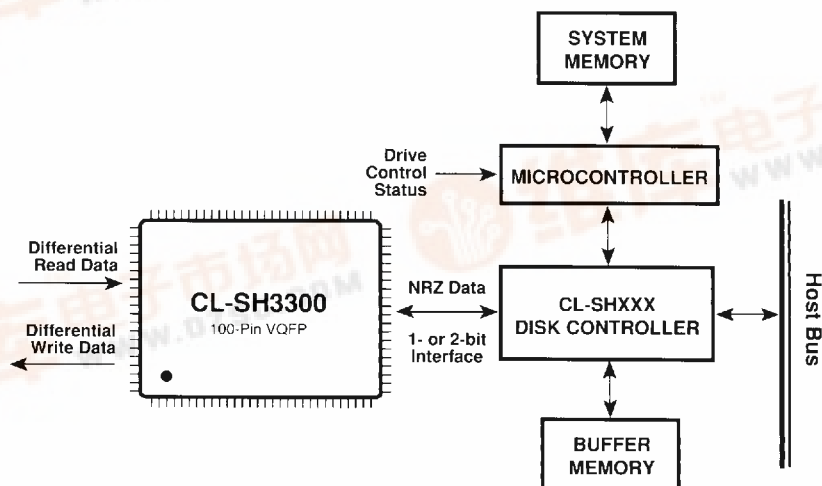 SYSTEM
MEMORY
Drive
Control
Status
MICROCONTROLLER
Differential
Read Data
CL-SH3300
100-Pin VQFP
Differential
Write Data
NRZ Data
1- or 2-bit
Interface
CL-SHXXX
DISK CONTROLLER
Host Bus
BUFFER
MEMORY